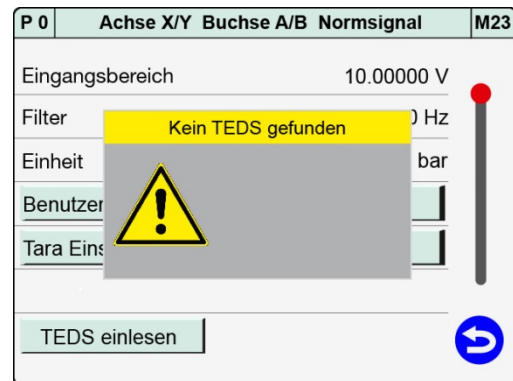 P 0 Achse X/Y Buchse A/B Normsignal M23
Eingangsbereich 10.00000 V
Filter Hz
Kein TEDS gefunden
Einheit bar
Benutzer
Tara Eins
TEDS einlesen